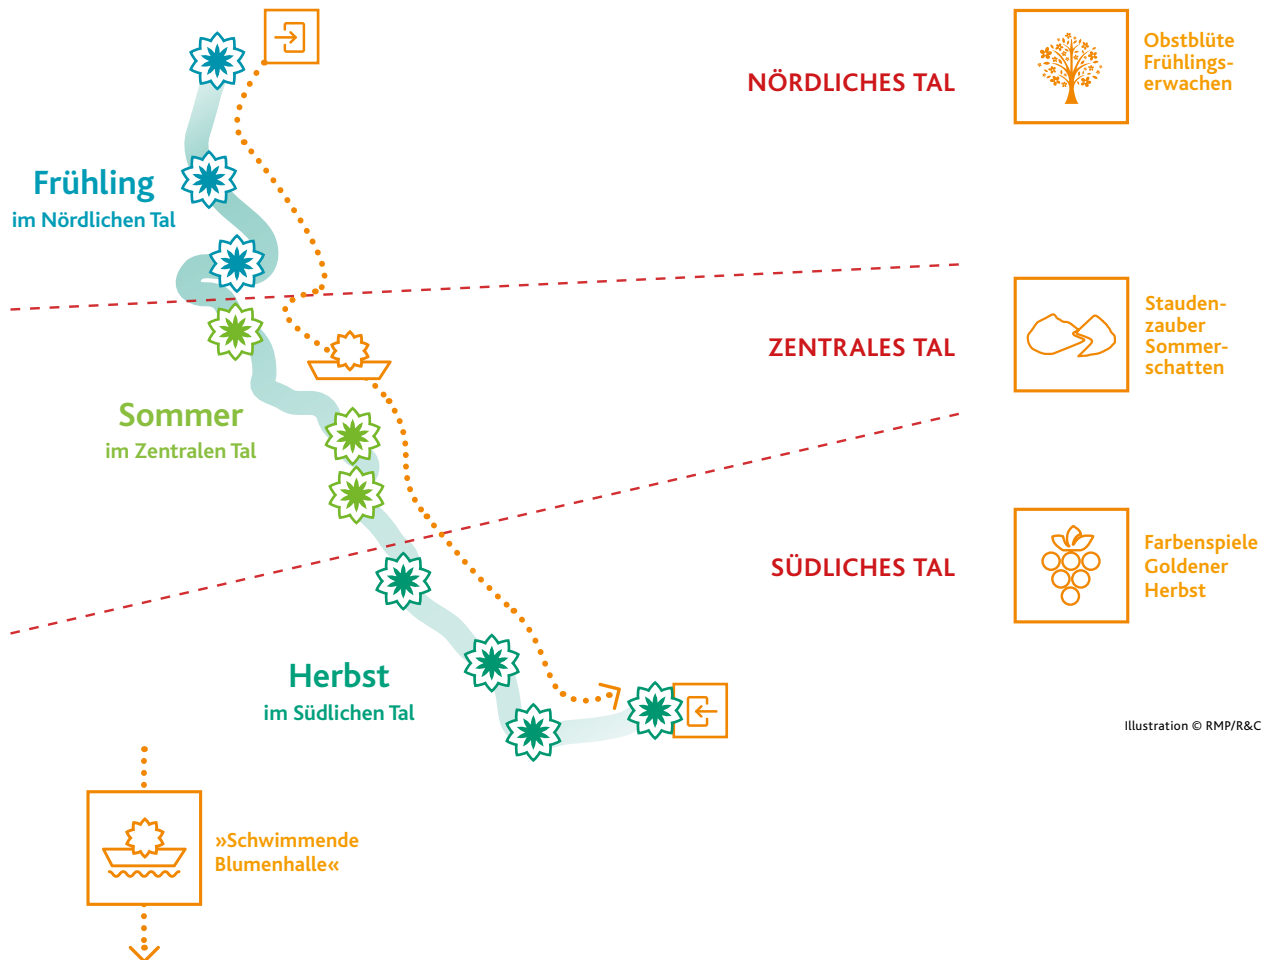 Obstblüte
Frühlings-
erwachen
NÖRDLICHES TAL
Frühling
im Nördlichen Tal
Stauden-
zauber
Sommer-
schatten
ZENTRALES TAL
Sommer
im Zentralen Tal
Farbenspiele
Goldener
Herbst
SÜDLICHES TAL
Herbst
im Südlichen Tal
Illustration © RMP/R&C
»Schwimmende
Blumenhalle«